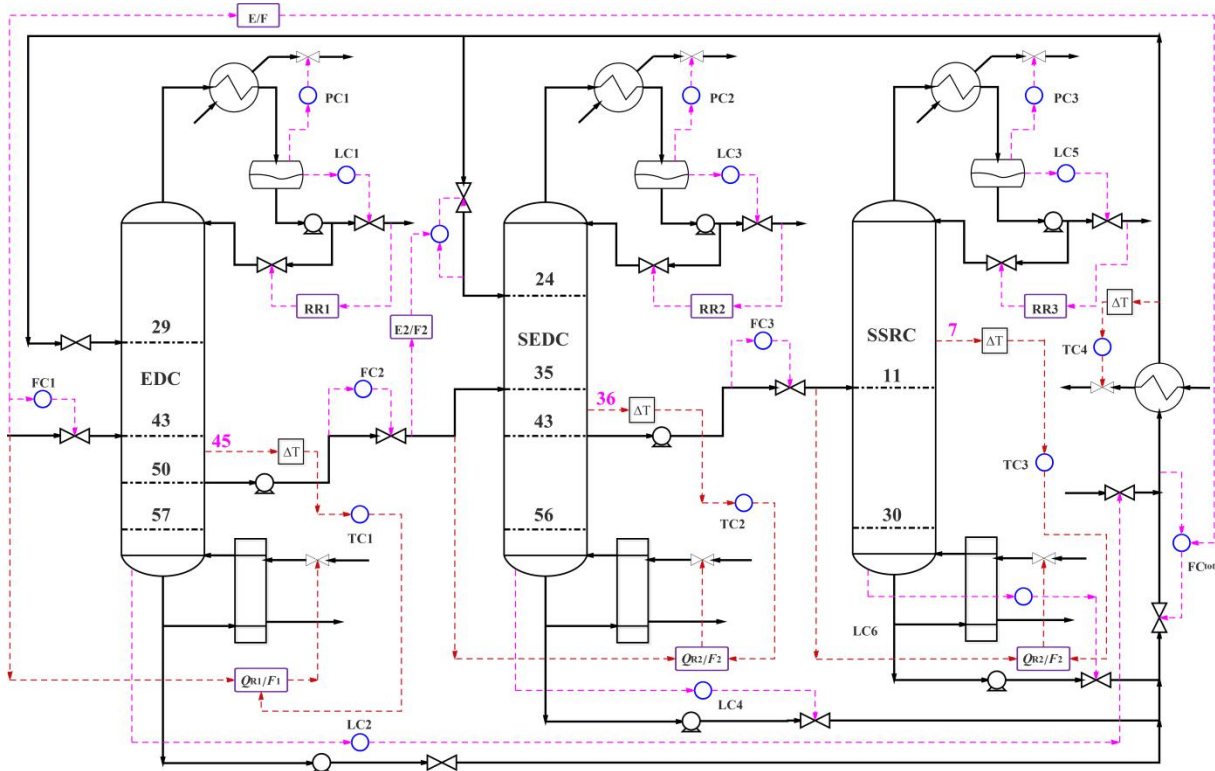 E/F
PC1
PC2
PC3
LC1
LC3
LC5
RR1
RR2
RR3
E2/F2
ΔT
TC4
29
EDC
24
SEDC
FC3
7
ΔT
SSRC
FC1
FC2
35
11
43
45
ΔT
36
ΔT
43
50
TC1
TC2
TC3
57
56
30
FCtot
LC6
QR1/F1
QR2/F2
QR2/F2
LC2
LC4